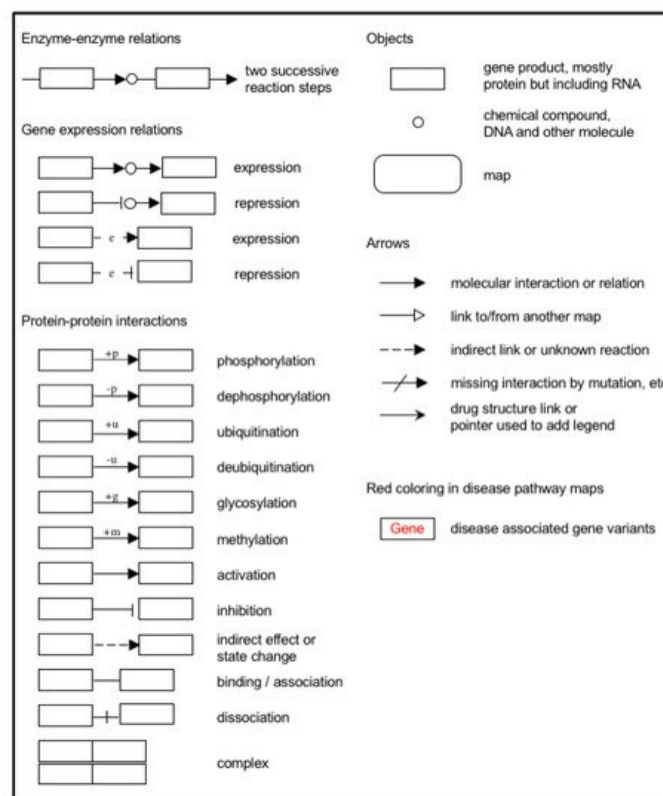 Enzyme-enzyme relations
two successive
reaction steps
Gene expression relations
expression
repression
c
expression
c
repression
Protein-protein interactions
+p
phosphorylation
-p
dephosphorylation
+u
ubiquitination
-u
deubiquitination
+g
glycosylation
+m
methylation
activation
inhibition
indirect effect or
state change
binding / association
dissociation
complex
Objects
gene product, mostly
protein but including RNA
chemical compound,
DNA and other molecule
map
Arrows
molecular interaction or relation
link to/from another map
indirect link or unknown reaction
missing interaction by mutation, etc
drug structure link or
pointer used to add legend
Red coloring in disease pathway maps
Gene
disease associated gene variants